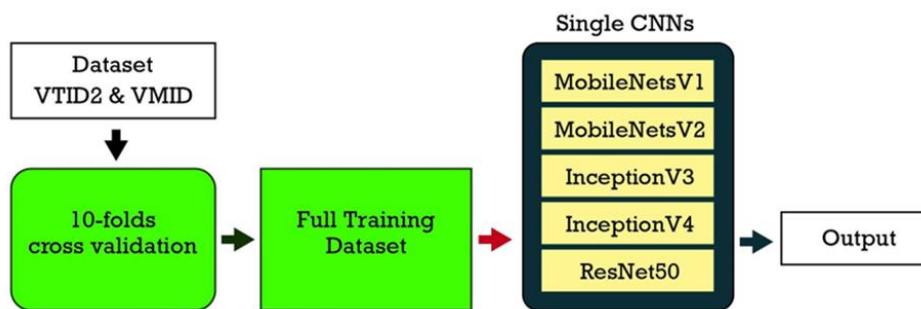 Single CNNs
Dataset
VTID2 & VMID
10-folds
cross validation
Full Training
Dataset
MobileNetsV1
MobileNetsV2
InceptionV3
InceptionV4
ResNet50
Output